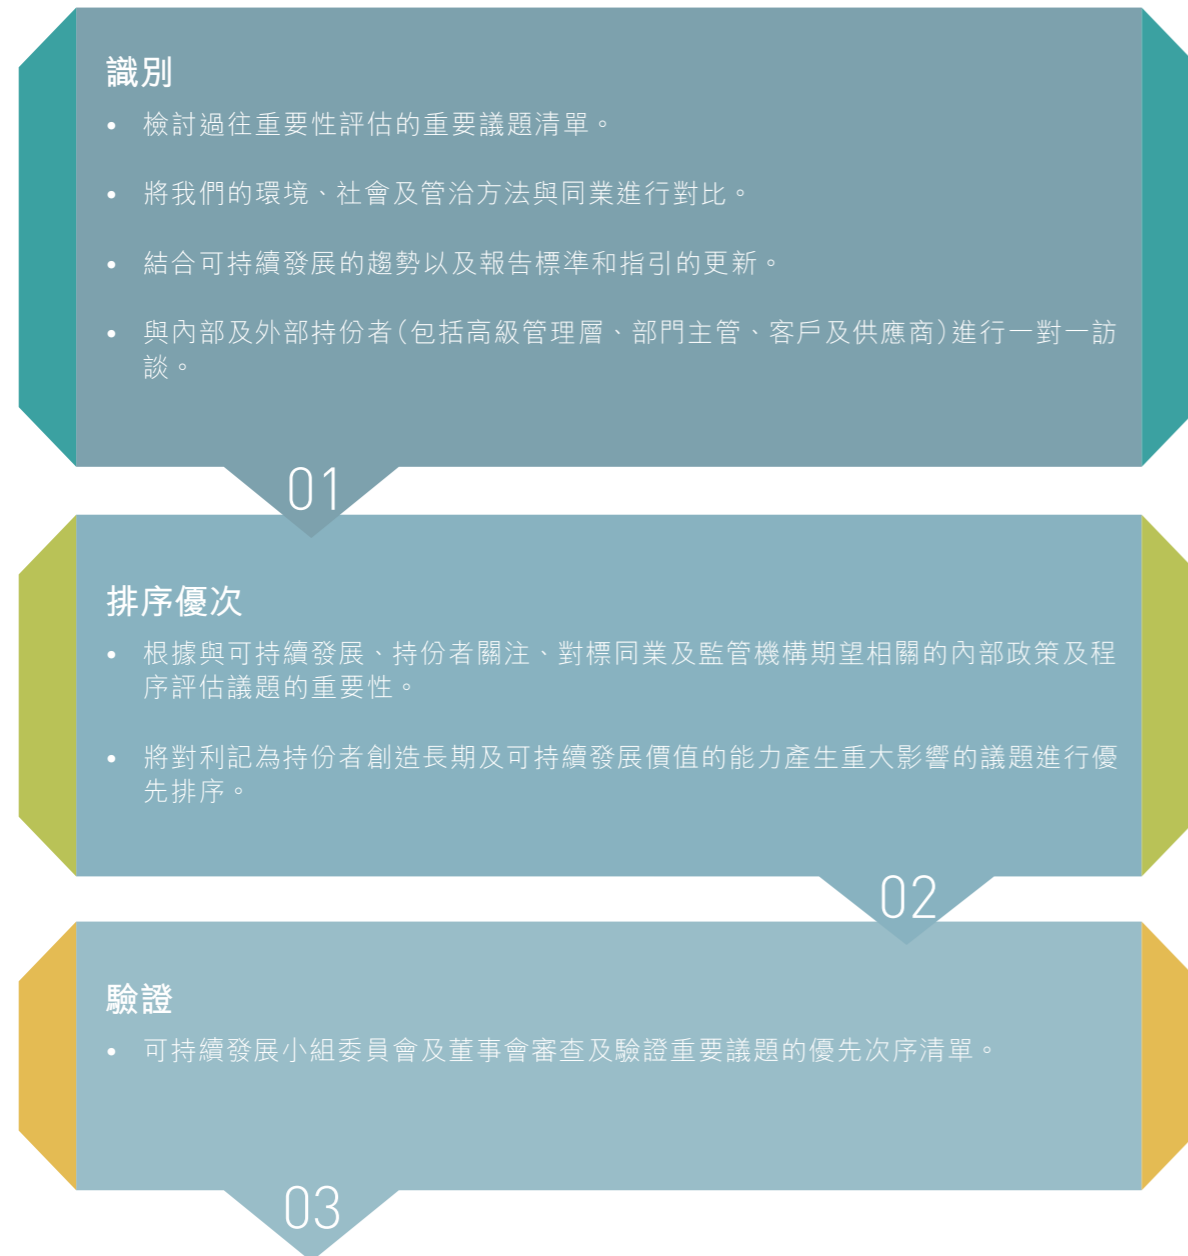 識別
• 檢討過往重要性評估的重要議題清單。
• 將我們的環境、社會及管治方法與同業進行對比。
• 結合可持續發展的趨勢以及報告標準和指引的更新。
• 與內部及外部持份者(包括高級管理層、部門主管、客戶及供應商)進行一對一訪
談。
01
排序優次
• 根據與可持續發展、持份者關注、對標同業及監管機構期望相關的內部政策及程
序評估議題的重要性。
• 將對利記為持份者創造長期及可持續發展價值的能力產生重大影響的議題進行優
先排序。
02
驗證
• 可持續發展小組委員會及董事會審查及驗證重要議題的優先次序清單。
03